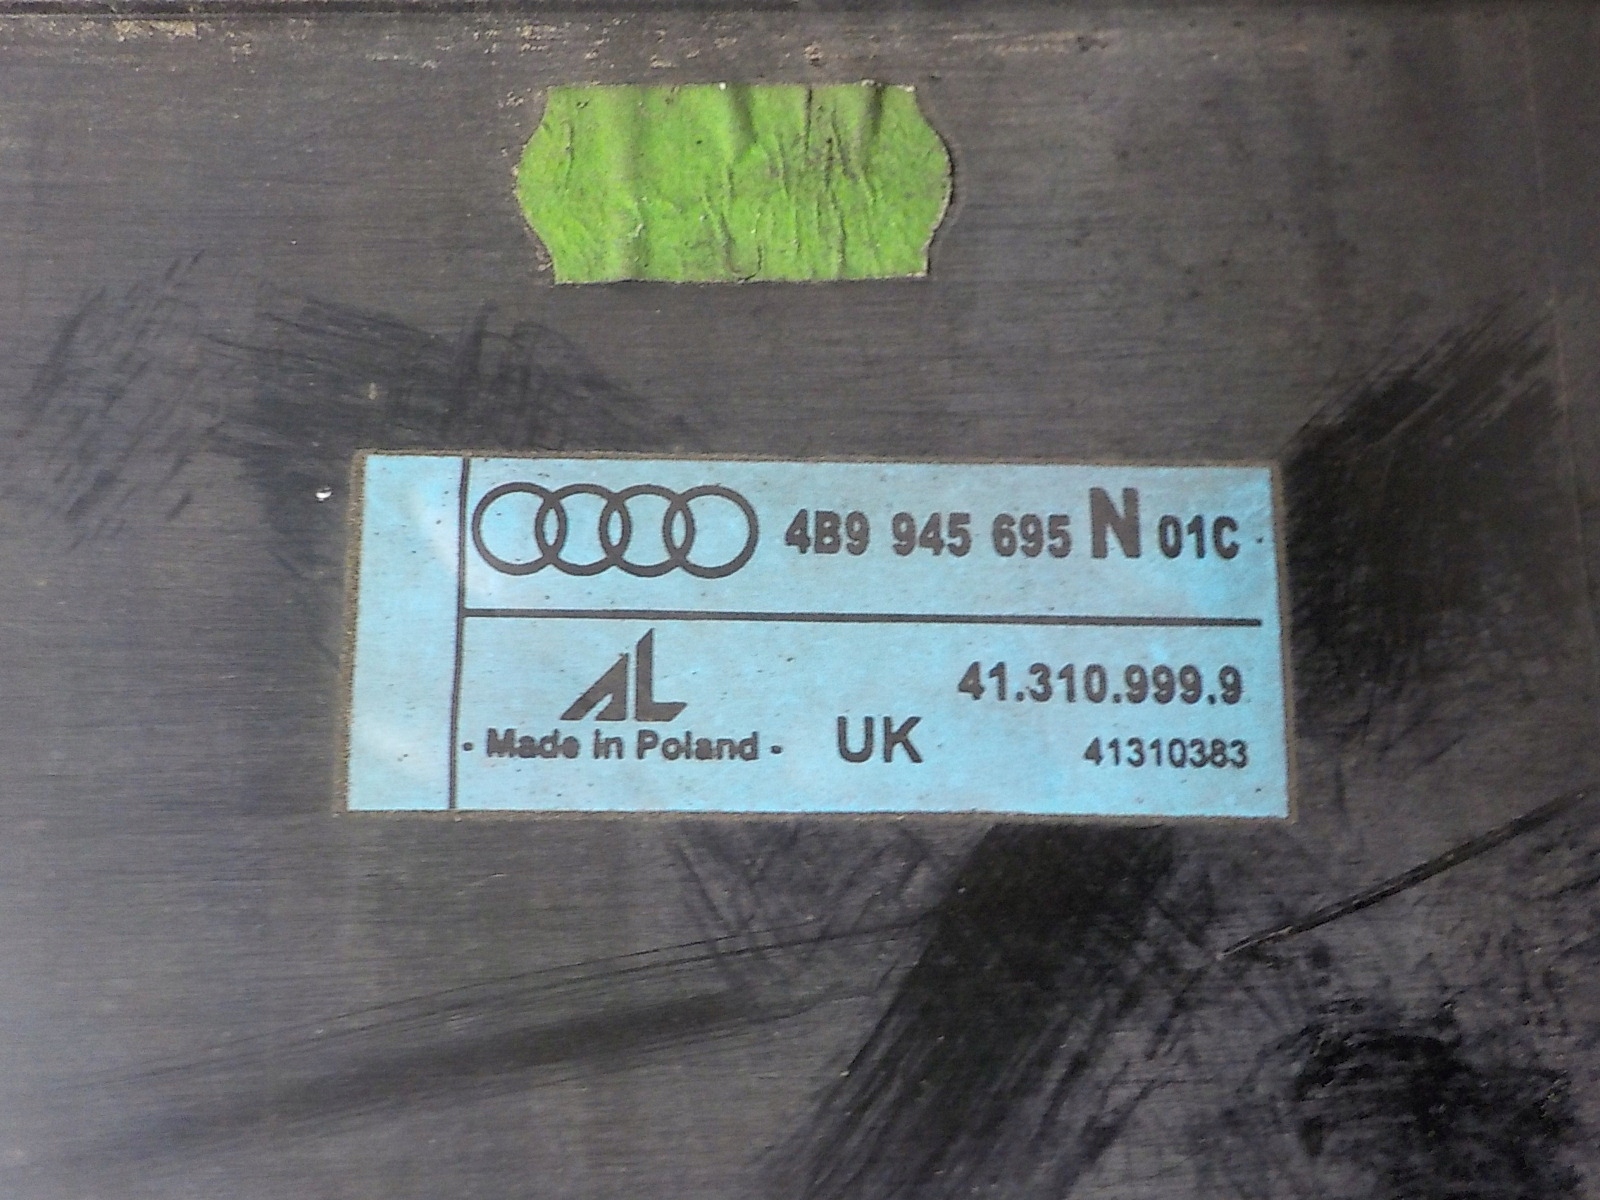 4B9 945 695 N 01C
AL 41.310.999.9
- Made in Poland - UK 41310383